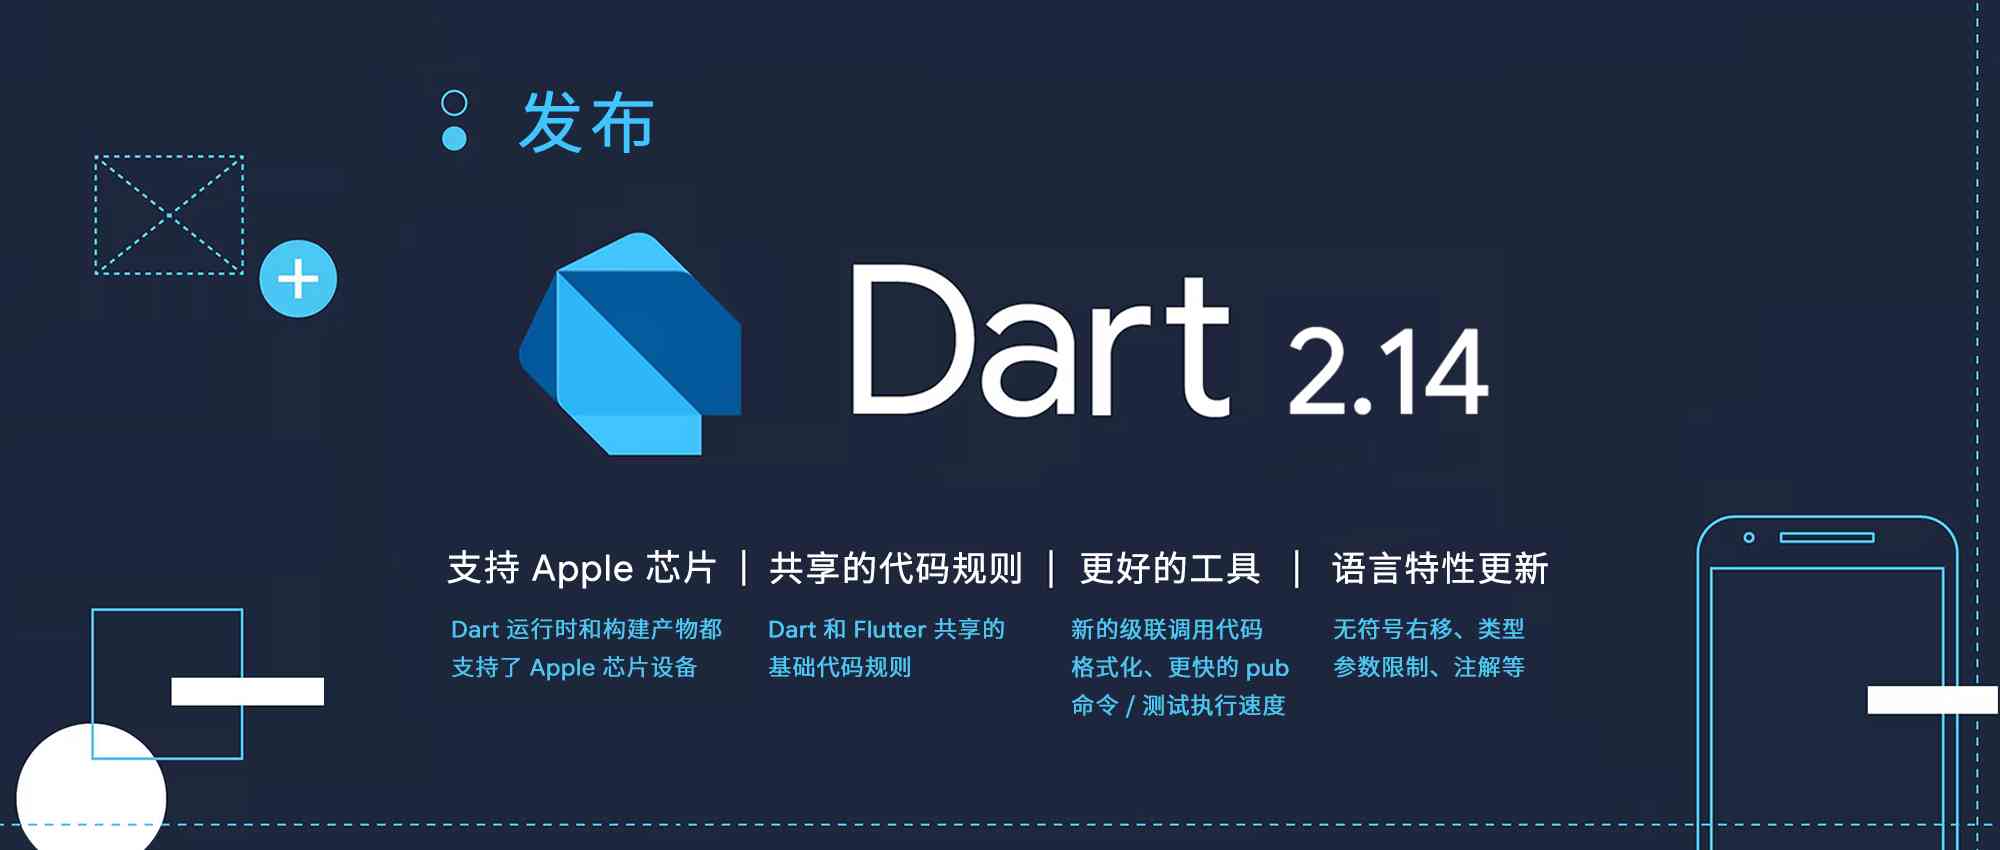 发布
Dart 2.14
支持 Apple 芯片 | 共享的代码规则 | 更好的工具 | 语言特性更新
Dart 运行时和构建产物都
支持了 Apple 芯片设备
Dart 和 Flutter 共享的
基础代码规则
新的级联调用代码
格式化、更快的 pub
命令 / 测试执行速度
无符号右移、类型
参数限制、注解等